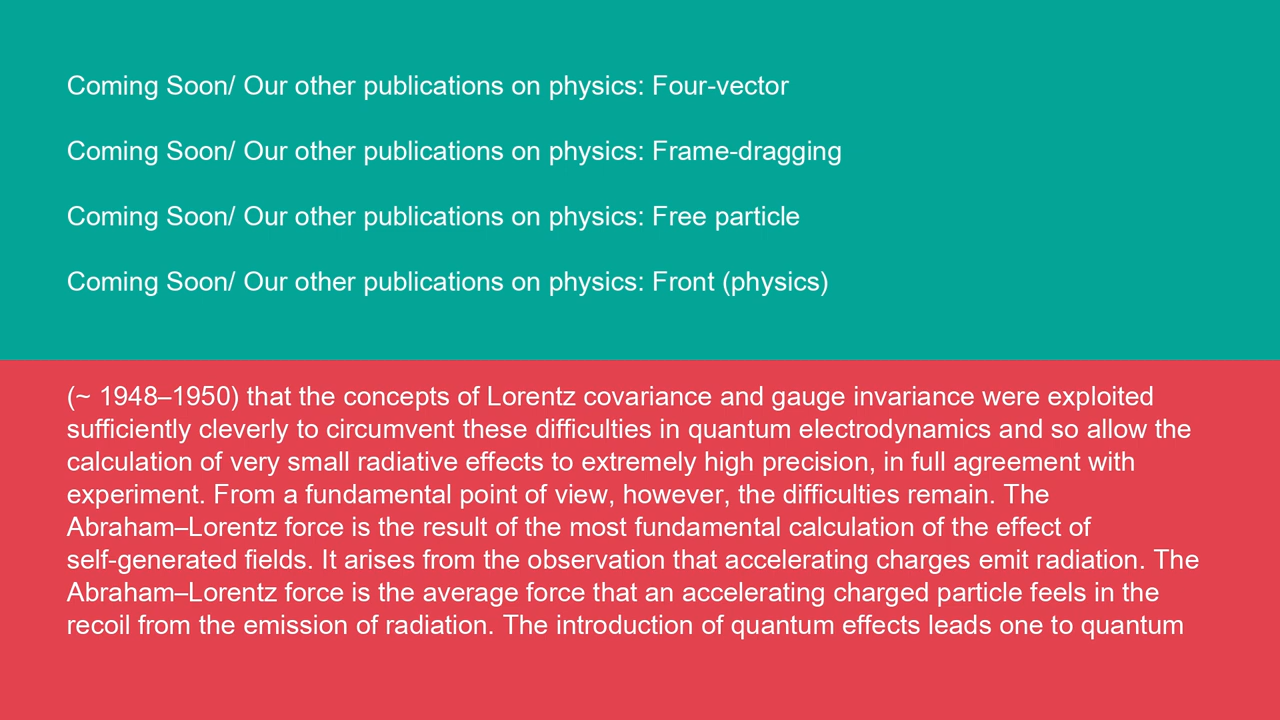 Coming Soon/ Our other publications on physics: Four-vector
Coming Soon/ Our other publications on physics: Frame-dragging
Coming Soon/ Our other publications on physics: Free particle
Coming Soon/ Our other publications on physics: Front (physics)
(~ 1948–1950) that the concepts of Lorentz covariance and gauge invariance were exploited
sufficiently cleverly to circumvent these difficulties in quantum electrodynamics and so allow the
calculation of very small radiative effects to extremely high precision, in full agreement with
experiment. From a fundamental point of view, however, the difficulties remain. The
Abraham–Lorentz force is the result of the most fundamental calculation of the effect of
self-generated fields. It arises from the observation that accelerating charges emit radiation. The
Abraham–Lorentz force is the average force that an accelerating charged particle feels in the
recoil from the emission of radiation. The introduction of quantum effects leads one to quantum